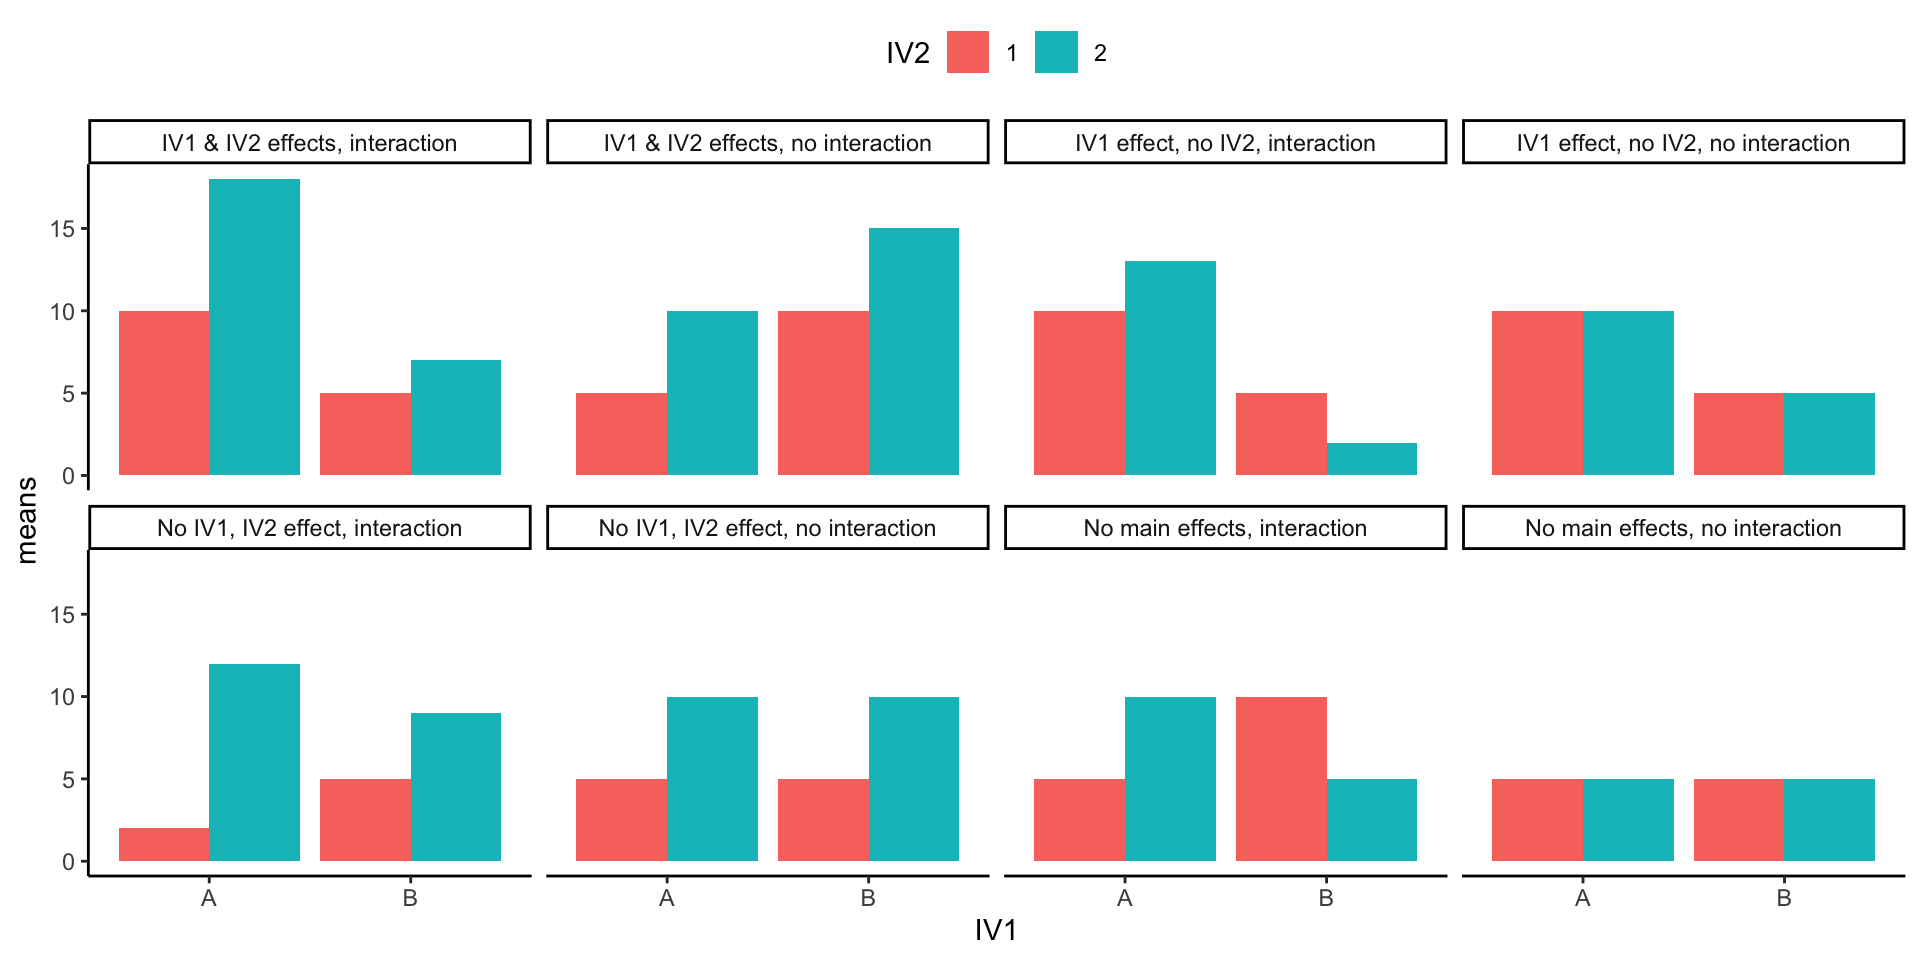 IV2 1 2
IV1 & IV2 effects, interaction
IV1 & IV2 effects, no interaction
IV1 effect, no IV2, interaction
IV1 effect, no IV2, no interaction
15
10
5
0
means
No IV1, IV2 effect, interaction
No IV1, IV2 effect, no interaction
No main effects, interaction
No main effects, no interaction
15
10
5
0
A B A B A B A B
IV1